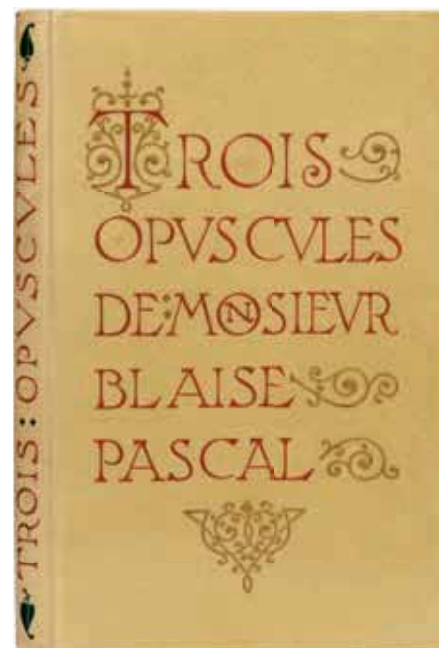 TROIS
OPVSCVLES
DE:MONSIEVR
BLAISE
PASCAL
TROIS:OPVSCVLES